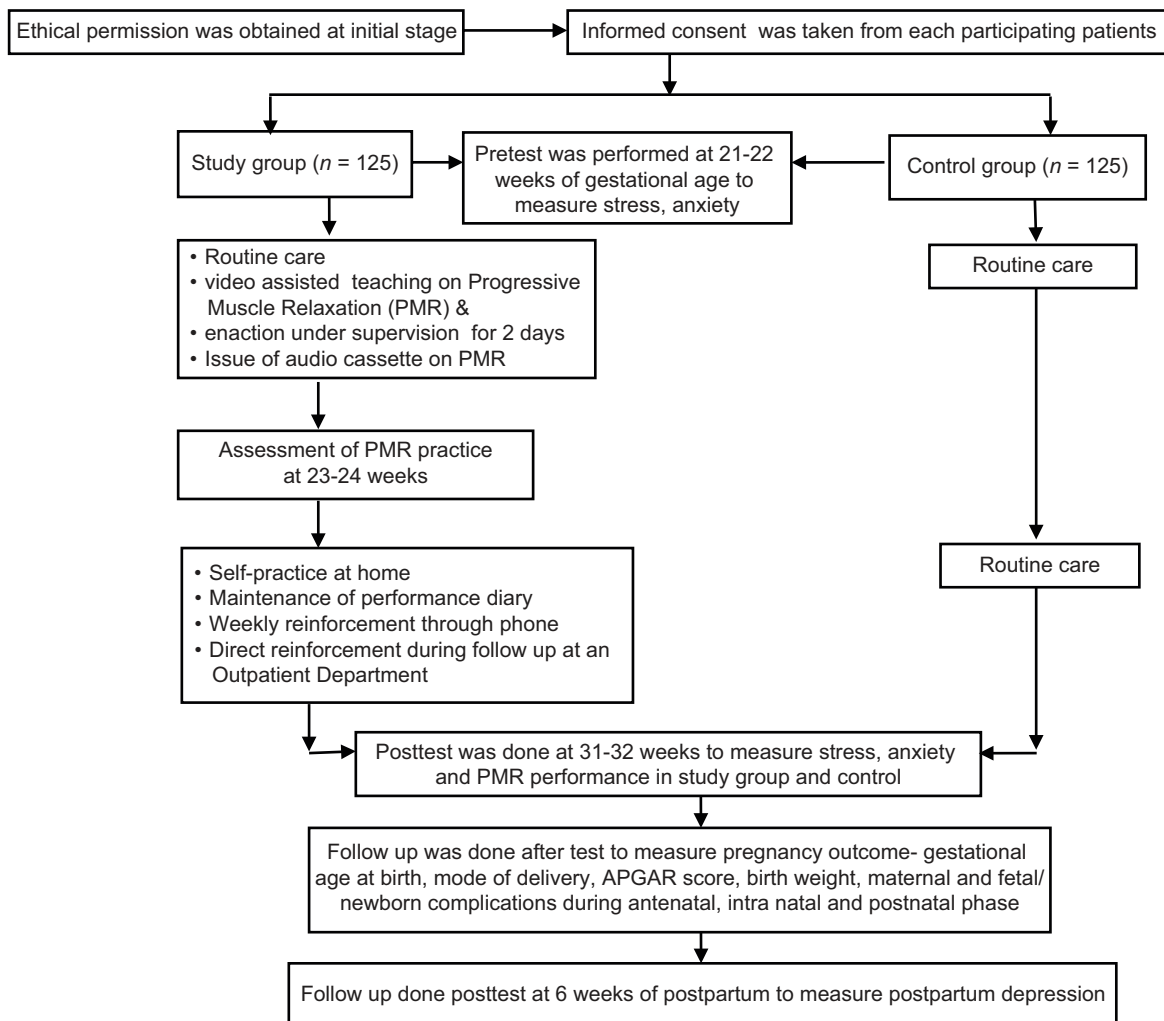 Ethical permission was obtained at initial stage
Informed consent was taken from each participating patients
Study group (n = 125)
Pretest was performed at 21-22
weeks of gestational age to
measure stress, anxiety
Control group (n = 125)
• Routine care
• video assisted teaching on Progressive
Muscle Relaxation (PMR) &
• enaction under supervision for 2 days
• Issue of audio cassette on PMR
Routine care
Assessment of PMR practice
at 23-24 weeks
• Self-practice at home
• Maintenance of performance diary
• Weekly reinforcement through phone
• Direct reinforcement during follow up at an
Outpatient Department
Routine care
Posttest was done at 31-32 weeks to measure stress, anxiety
and PMR performance in study group and control
Follow up was done after test to measure pregnancy outcome- gestational
age at birth, mode of delivery, APGAR score, birth weight, maternal and fetal/
newborn complications during antenatal, intra natal and postnatal phase
Follow up done posttest at 6 weeks of postpartum to measure postpartum depression